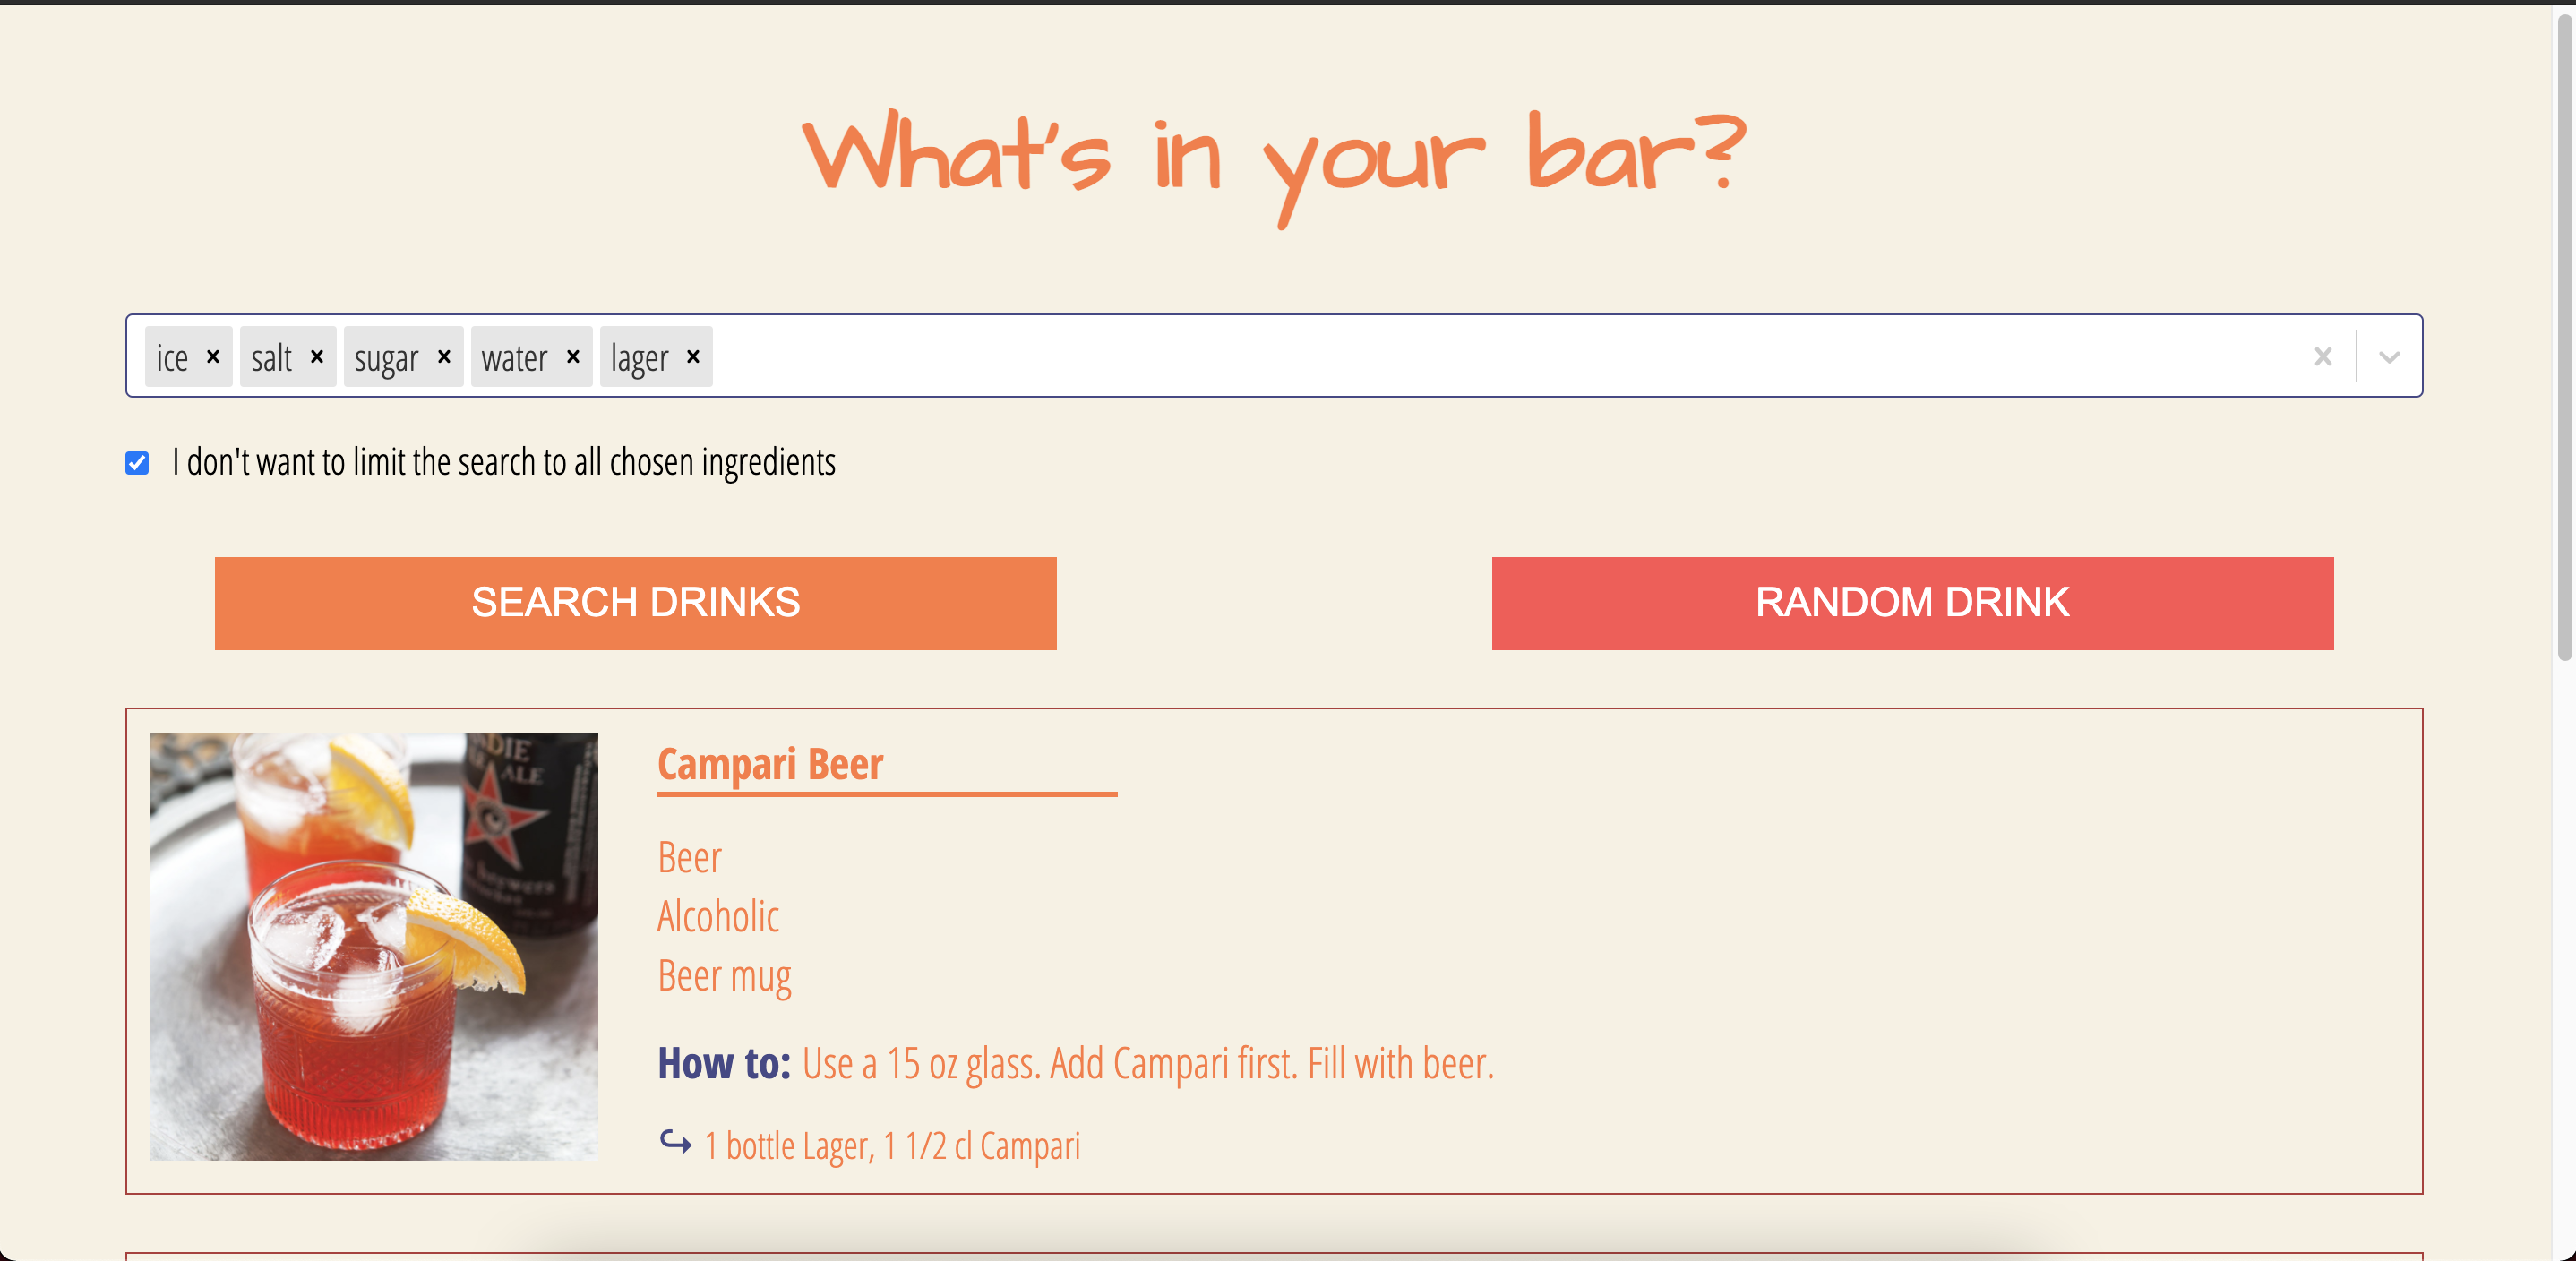 What's in your bar?
ice × salt × sugar × water × lager ×
I don't want to limit the search to all chosen ingredients
SEARCH DRINKS
RANDOM DRINK
Campari Beer
Beer
Alcoholic
Beer mug
How to: Use a 15 oz glass. Add Campari first. Fill with beer.
↪ 1 bottle Lager, 1 1/2 cl Campari
ALE